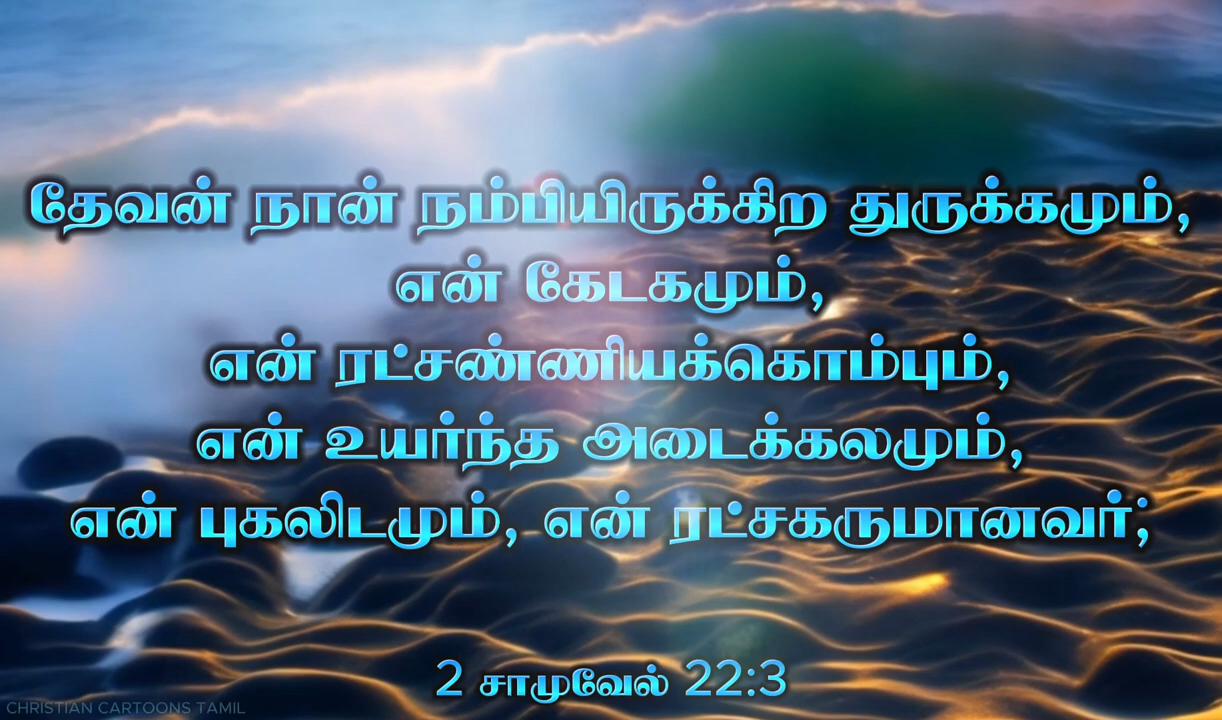 தேவன் நான் நம்பியிருக்கிற துருக்கமும்,
என் கேடகமும்,
என் ரட்சண்ணியக்கொம்பும்,
என் உயர்ந்த அடைக்கலமும்,
என் புகலிடமும், என் ரட்சகருமானவர்;
2 சாமுவேல் 22:3
CHRISTIAN CARTOONS TAMIL